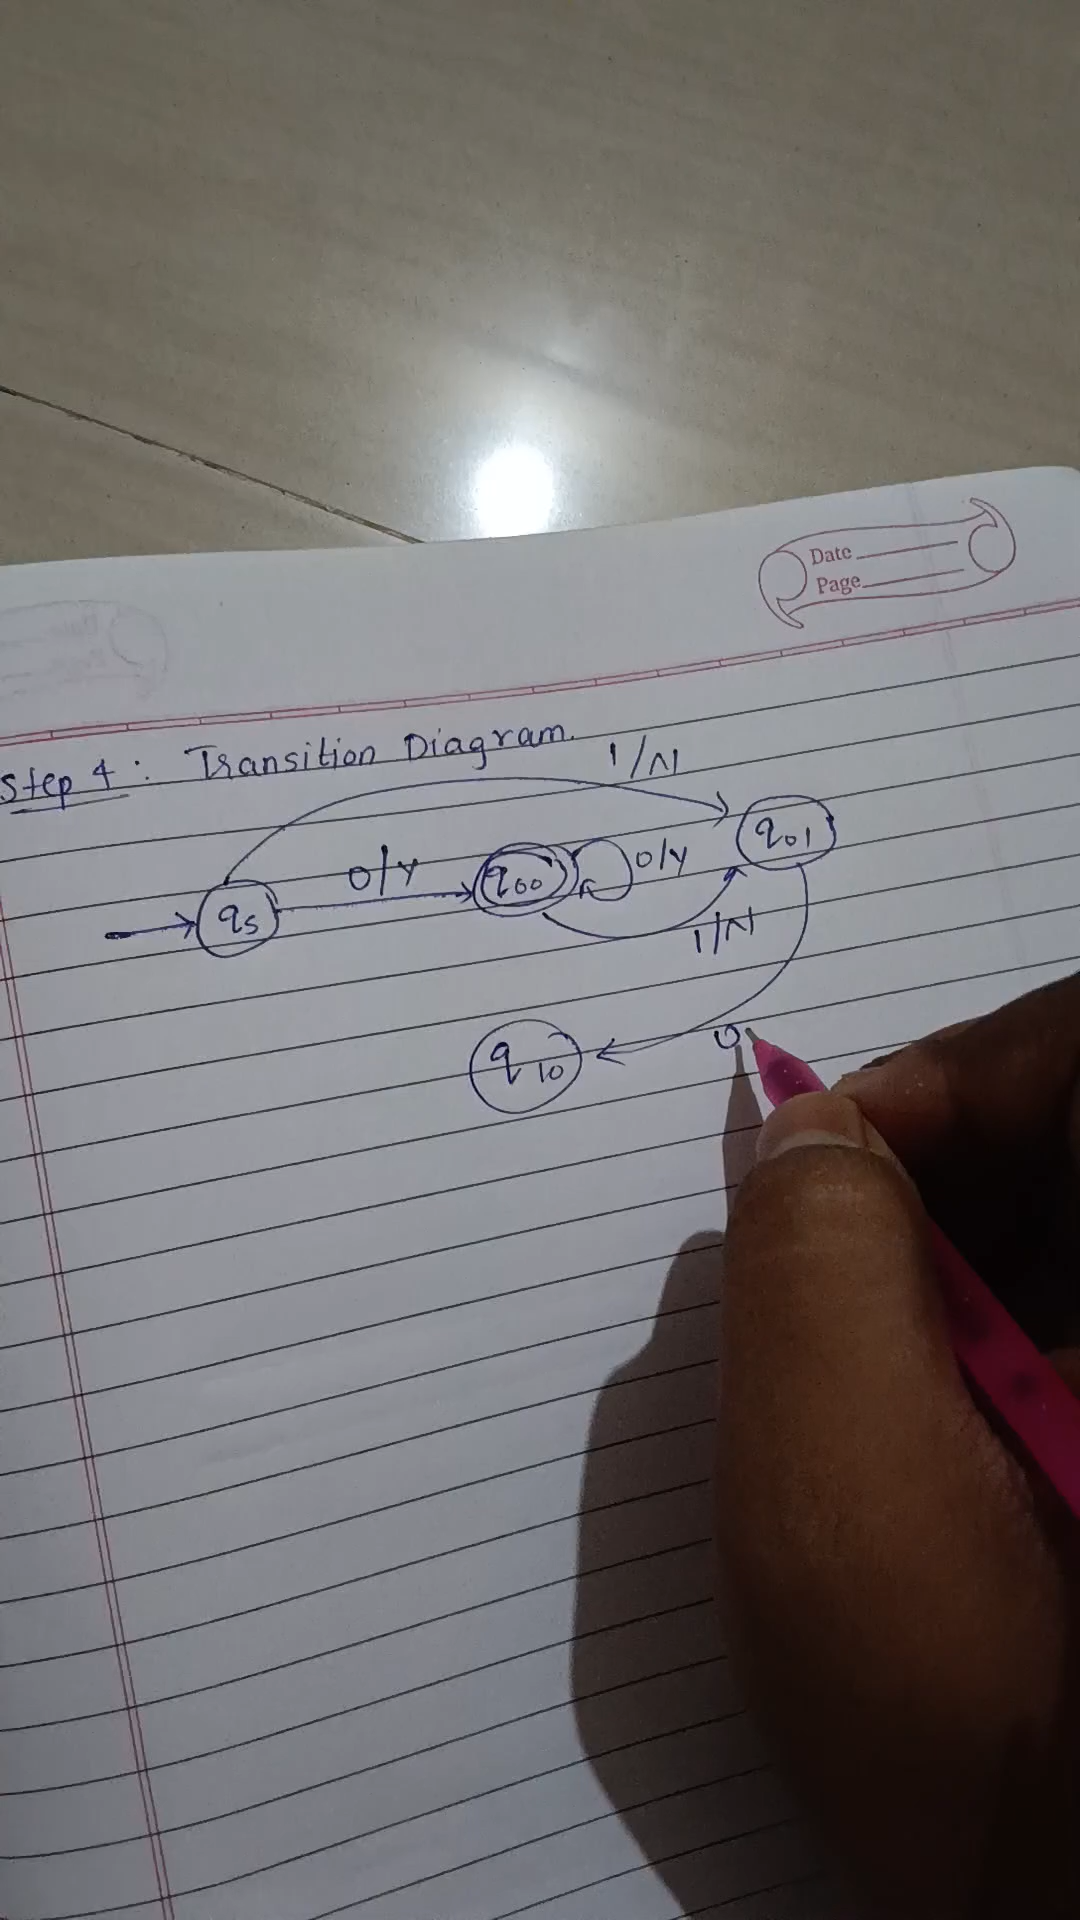 Date
Page
Step 4 : Transition Diagram.
1/N
q01
0/Y
q00
0/Y
qs
1/N
0
q10